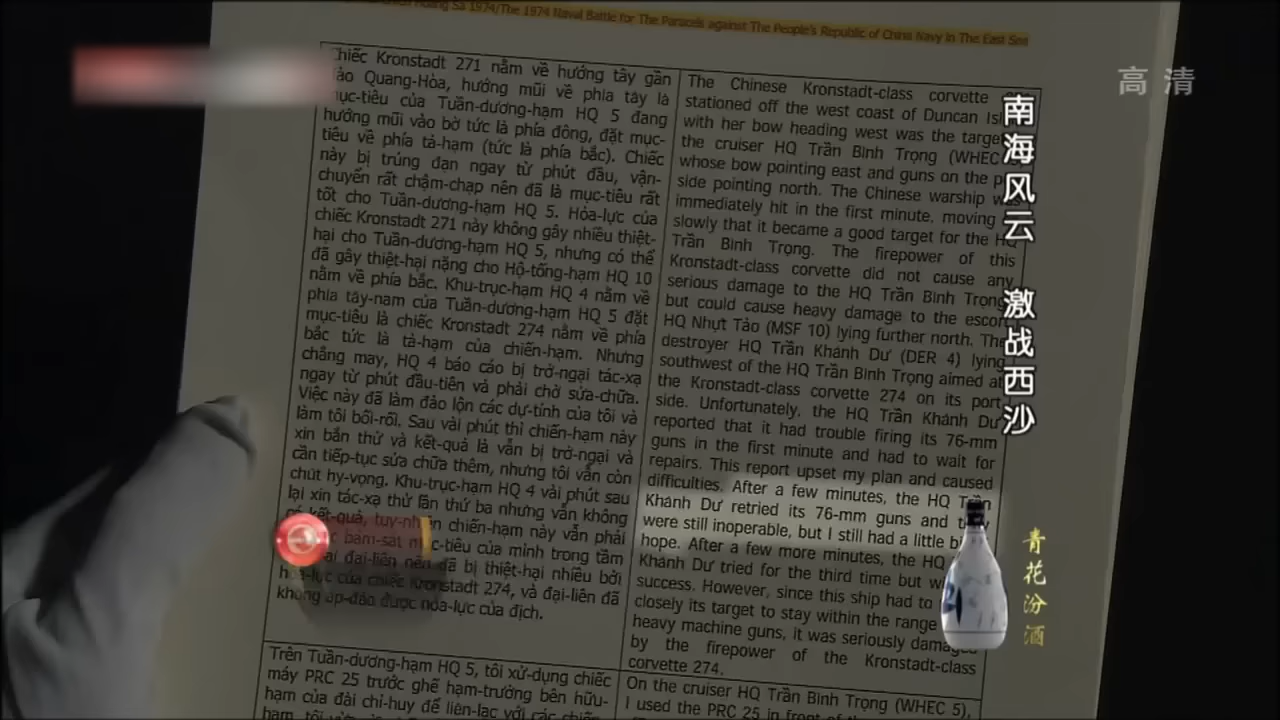 Hoàng Sa 1974/The 1974 Naval Battle for The Paracels against The People's Republic of China Navy in The East Sea
高清
Chiếc Kronstadt 271 nằm về hướng tây gần
đảo Quang-Hòa, hướng mũi về phía tây là
mục-tiêu của Tuần-dương-hạm HQ 5 đang
hướng mũi vào bờ tức là phía đông, đặt mục-
tiêu về phía tả-hạm (tức là phía bắc). Chiếc
này bị trúng đạn ngay từ phút đầu, vận-
chuyển rất chậm-chạp nên đã là mục-tiêu rất
tốt cho Tuần-dương-hạm HQ 5. Hỏa-lực của
chiếc Kronstadt 271 này không gây nhiều thiệt-
hại cho Tuần-dương-hạm HQ 5, nhưng có thể
đã gây thiệt-hại nặng cho Hộ-tống-hạm HQ 10
nằm về phía bắc. Khu-trục-hạm HQ 4 nằm về
phía tây-nam của Tuần-dương-hạm HQ 5 đặt
mục-tiêu là chiếc Kronstadt 274 nằm về phía
bắc tức là tả-hạm của chiến-hạm. Nhưng
chẳng may, HQ 4 báo cáo bị trở-ngại tác-xạ
ngay từ phút đầu-tiên và phải chờ sửa-chữa.
Việc này đã làm đảo lộn các dự-tính của tôi và
làm tôi bối-rối. Sau vài phút thì chiến-hạm này
xin bắn thử và kết-quả là vẫn bị trở-ngại và
cần tiếp-tục sửa chữa thêm, nhưng tôi vẫn còn
chút hy-vọng. Khu-trục-hạm HQ 4 vài phút sau
lại xin tác-xạ thử lần thứ ba nhưng vẫn không
có kết-quả, tuy-nhiên chiến-hạm này vẫn phải
bám-sát mục-tiêu của mình trong tầm
đại-liên nên đã bị thiệt-hại nhiều bởi
hỏa-lực của chiếc Kronstadt 274, và đại-liên đã
không áp-đảo được hỏa-lực của địch.
The Chinese Kronstadt-class corvette
stationed off the west coast of Duncan
with her bow heading west was the
the cruiser HQ Trần Bình Trọng (WHEC
whose bow pointing east and guns on the
side pointing north. The Chinese warship
immediately hit in the first minute, moving
slowly that it became a good target for the HQ
Trần Bình Trọng. The firepower of this
Kronstadt-class corvette did not cause any
serious damage to the HQ Trần Bình Trọng
but could cause heavy damage to the escort
HQ Nhựt Tảo (MSF 10) lying further north. The
destroyer HQ Trần Khánh Dư (DER 4) lying
southwest of the HQ Trần Bình Trọng aimed at
the Kronstadt-class corvette 274 on its port
side. Unfortunately, the HQ Trần Khánh Dư
reported that it had trouble firing its 76-mm
guns in the first minute and had to wait for
repairs. This report upset my plan and caused
difficulties. After a few minutes, the HQ Trần
Khánh Dư retried its 76-mm guns and they
were still inoperable, but I still had a little
hope. After a few more minutes, the HQ
Khánh Dư tried for the third time but
success. However, since this ship had to
closely its target to stay within the range
heavy machine guns, it was seriously damaged
by the firepower of the Kronstadt-class
corvette 274.
Trên Tuần-dương-hạm HQ 5, tôi xử-dụng chiếc
máy PRC 25 trước ghế hạm-trưởng bên hữu-
hạm của đài chỉ-huy để liên-lạc với các chiến
On the cruiser HQ Trần Bình Trọng (WHEC 5),
I used the PRC 25 in front of
南海风云 激战西沙
青花汾酒